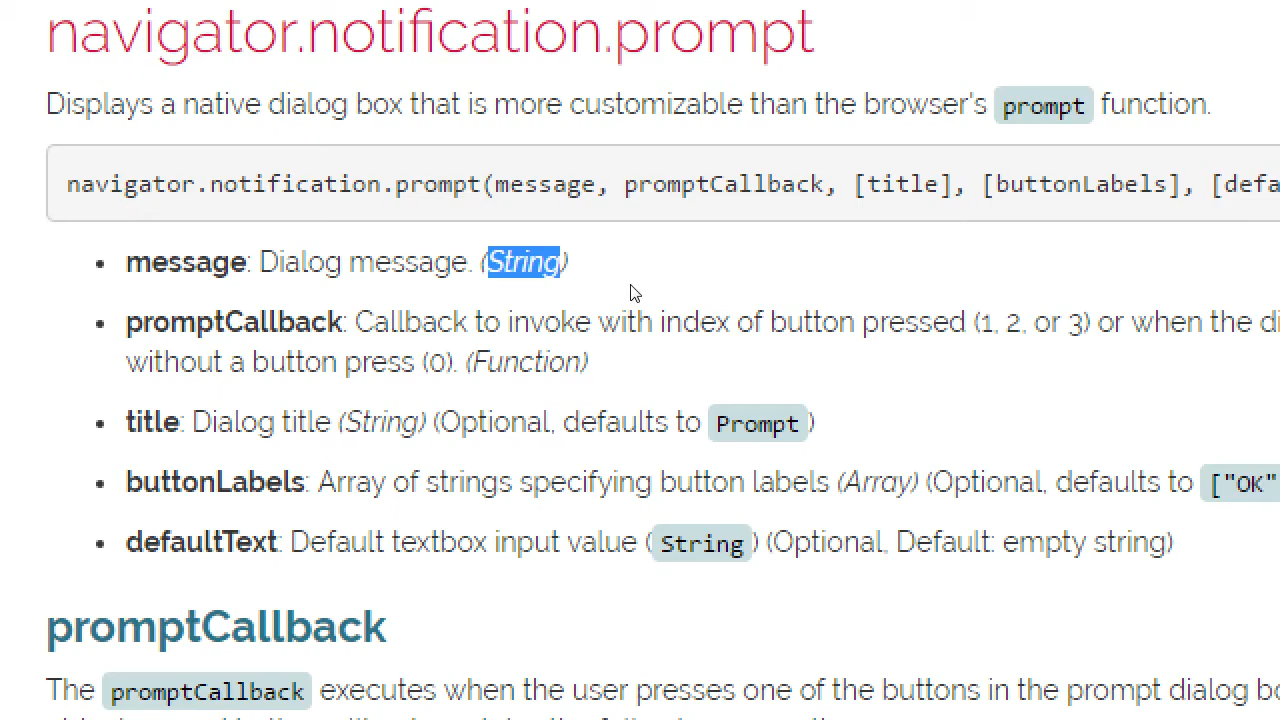 navigator.notification.prompt
Displays a native dialog box that is more customizable than the browser's prompt function.
navigator.notification.prompt(message, promptCallback, [title], [buttonLabels], [defa
• message: Dialog message. (String)
• promptCallback: Callback to invoke with index of button pressed (1, 2, or 3) or when the di
without a button press (0). (Function)
• title: Dialog title (String) (Optional, defaults to Prompt)
• buttonLabels: Array of strings specifying button labels (Array) (Optional, defaults to ["OK"
• defaultText: Default textbox input value (String) (Optional, Default: empty string)
promptCallback
The promptCallback executes when the user presses one of the buttons in the prompt dialog bo